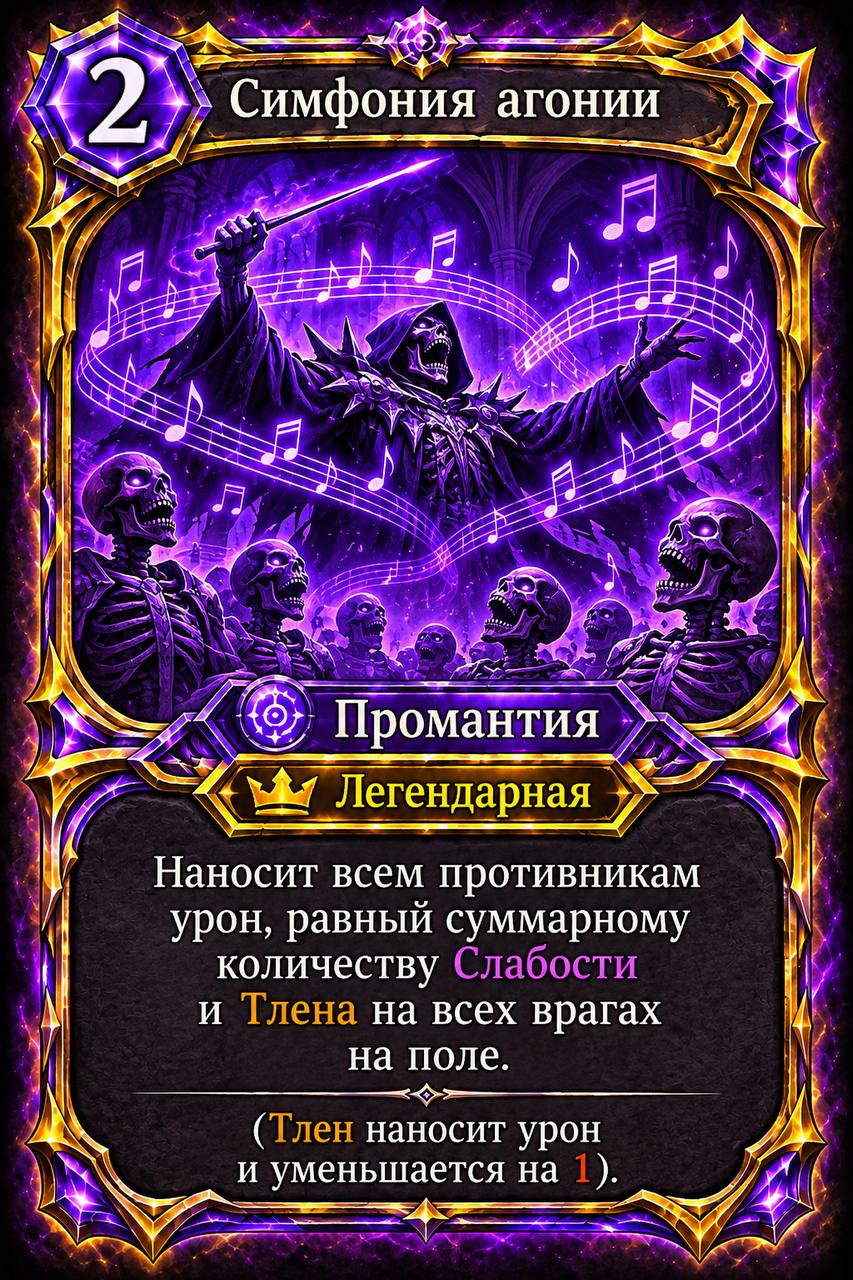 2
Симфония агонии
Промантия
Легендарная
Наносит всем противникам
урон, равный суммарному
количеству Слабости
и Тлена на всех врагах
на поле.
(Тлен наносит урон
и уменьшается на 1).